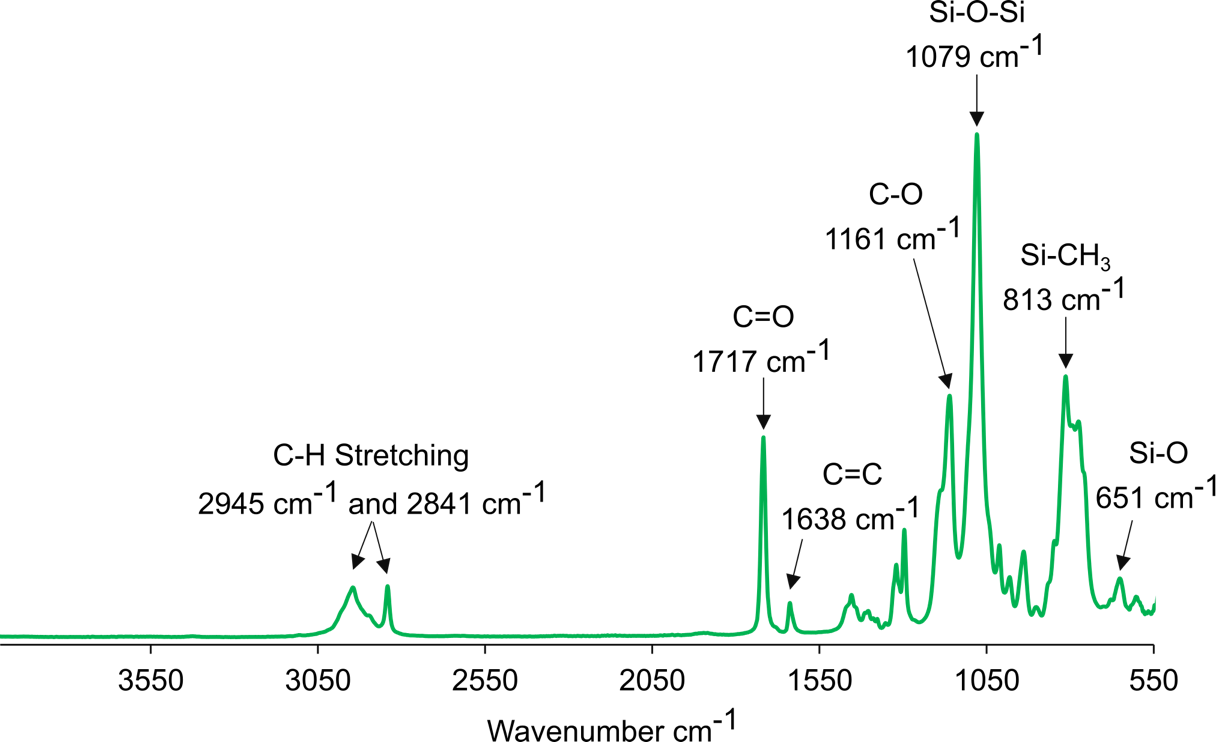 Si-O-Si
1079 cm-1
C-O
1161 cm-1
Si-CH3
813 cm-1
C=O
1717 cm-1
C-H Stretching
2945 cm-1 and 2841 cm-1
C=C
1638 cm-1
Si-O
651 cm-1
3550 3050 2550 2050 1550 1050 550
Wavenumber cm-1